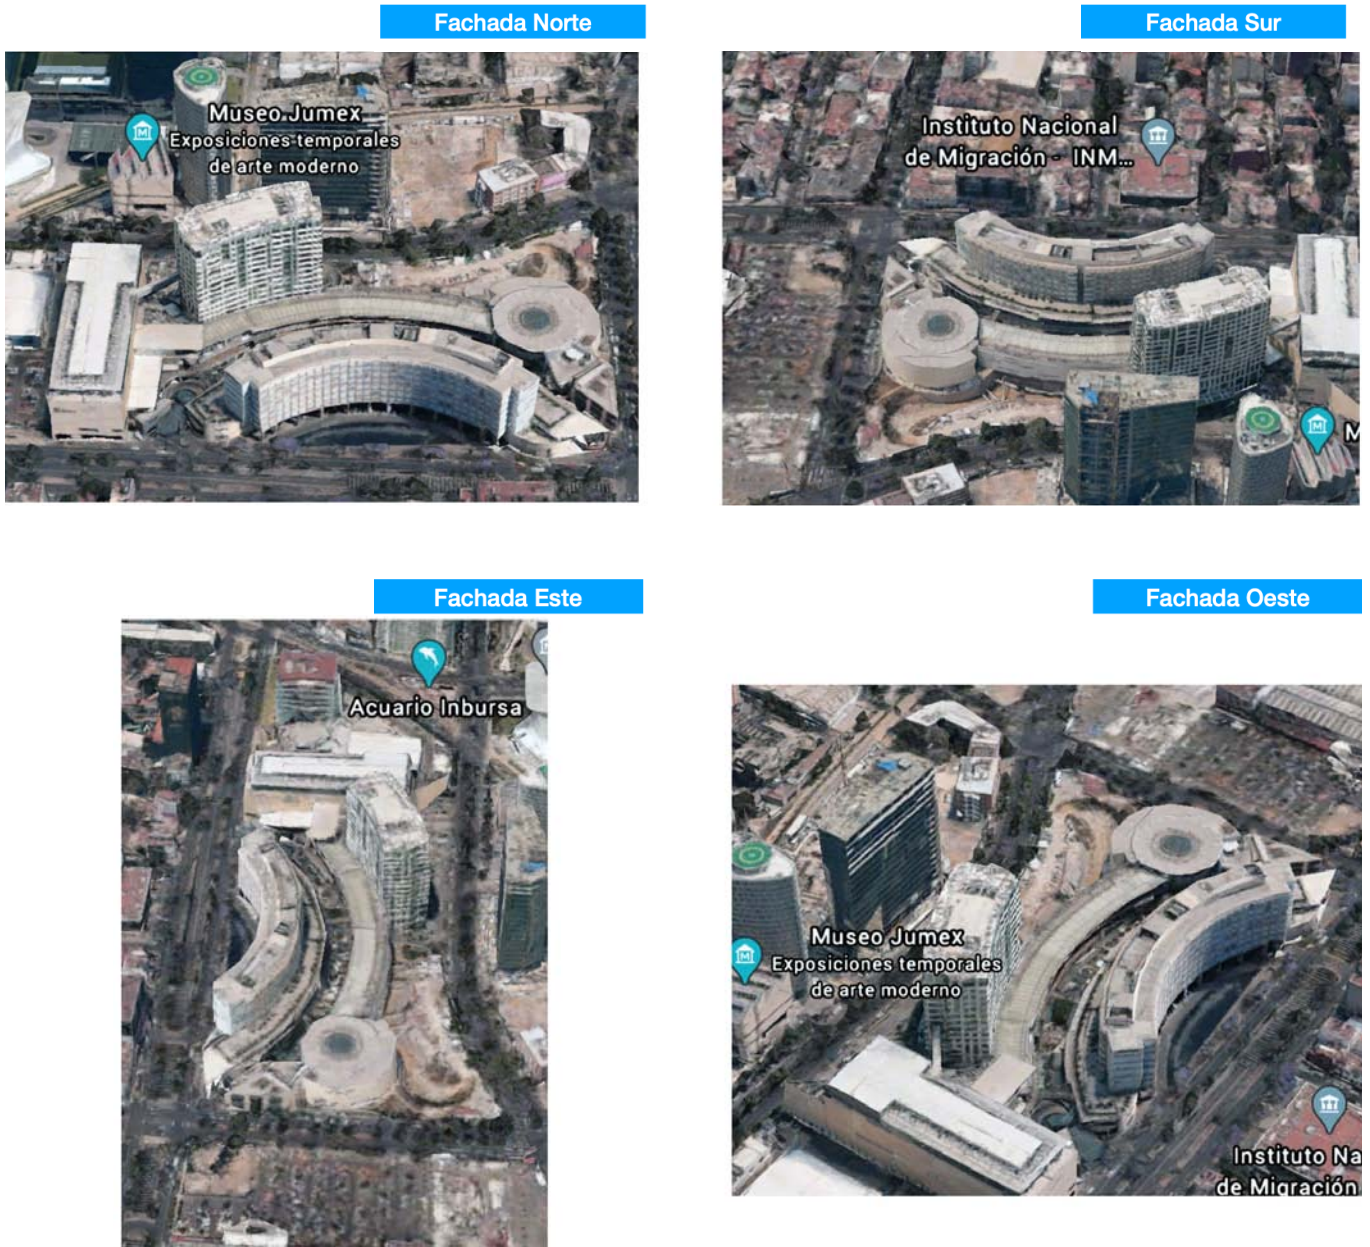 Fachada Norte
Fachada Sur
Museo Jumex
Exposiciones temporales
de arte moderno
Instituto Nacional
de Migración - INM...
M
Fachada Este
Fachada Oeste
Acuario Inbursa
Museo Jumex
Exposiciones temporales
de arte moderno
Instituto Na
de Migración